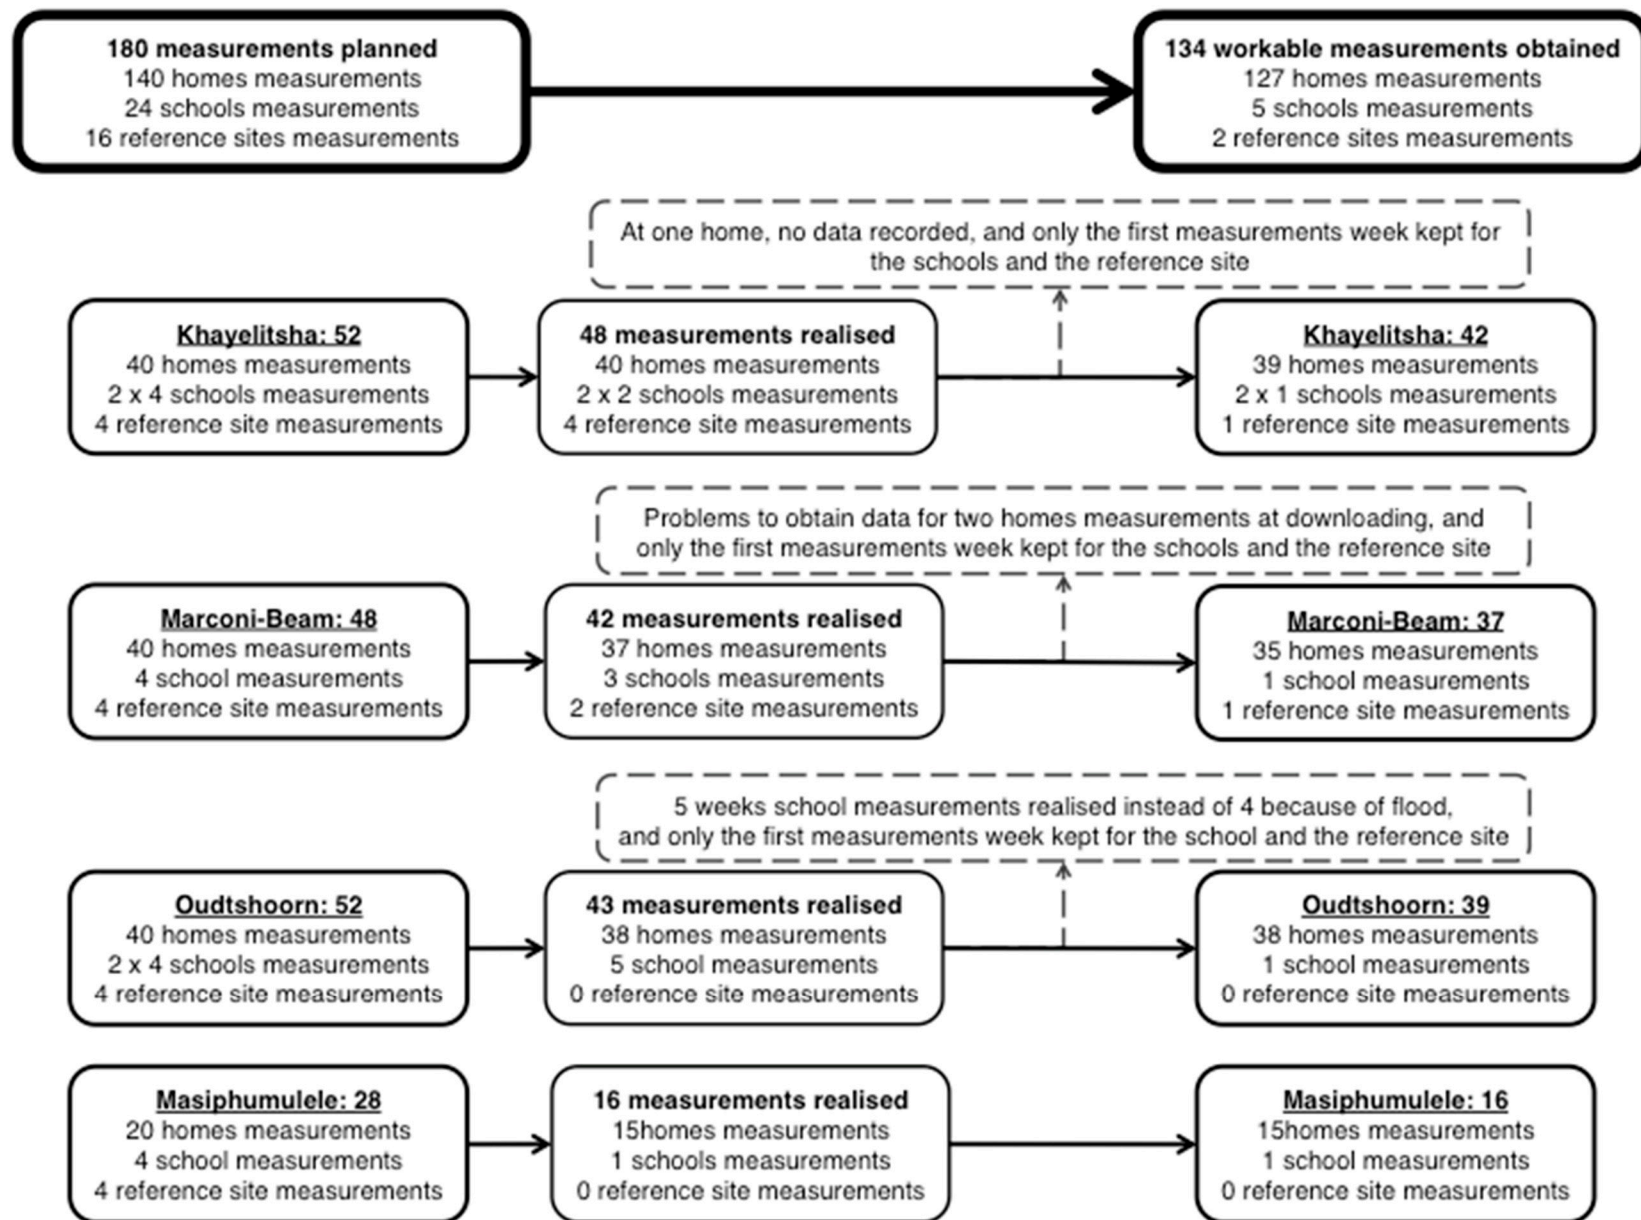 180 measurements planned
140 homes measurements
24 schools measurements
16 reference sites measurements
134 workable measurements obtained
127 homes measurements
5 schools measurements
2 reference sites measurements
At one home, no data recorded, and only the first measurements week kept for
the schools and the reference site
Khayelitsha: 52
40 homes measurements
2 x 4 schools measurements
4 reference site measurements
48 measurements realised
40 homes measurements
2 x 2 schools measurements
4 reference site measurements
Khayelitsha: 42
39 homes measurements
2 x 1 schools measurements
1 reference site measurements
Problems to obtain data for two homes measurements at downloading, and
only the first measurements week kept for the schools and the reference site
Marconi-Beam: 48
40 homes measurements
4 school measurements
4 reference site measurements
42 measurements realised
37 homes measurements
3 schools measurements
2 reference site measurements
Marconi-Beam: 37
35 homes measurements
1 school measurements
1 reference site measurements
5 weeks school measurements realised instead of 4 because of flood,
and only the first measurements week kept for the school and the reference site
Oudtshoorn: 52
40 homes measurements
2 x 4 schools measurements
4 reference site measurements
43 measurements realised
38 homes measurements
5 school measurements
0 reference site measurements
Oudtshoorn: 39
38 homes measurements
1 school measurements
0 reference site measurements
Masiphumulele: 28
20 homes measurements
4 school measurements
4 reference site measurements
16 measurements realised
15homes measurements
1 schools measurements
0 reference site measurements
Masiphumulele: 16
15homes measurements
1 school measurements
0 reference site measurements